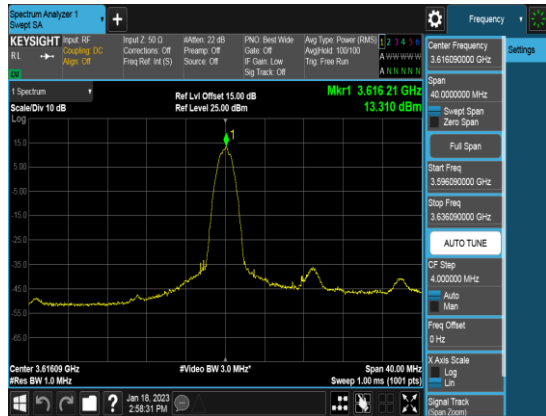 Spectrum Analyzer 1
Swept SA
+
Frequency
KEYSIGHT
R L
Input: RF
Coupling: DC
Align: Off
Input Z: 50 Ω
Corrections: Off
Freq Ref: Int (S)
#Atten: 22 dB
Preamp: Off
Source: Off
PNO: Best Wide
Gate: Off
IF Gain: Low
Sig Track: Off
Avg Type: Power (RMS)
Avg|Hold: 100/100
Trig: Free Run
1 2 3 4 5 6
A W W W W W
A N N N N N
LV
1 Spectrum
Scale/Div 10 dB
Ref Lvl Offset 15.00 dB
Ref Level 25.00 dBm
Mkr1 3.616 21 GHz
13.310 dBm
Log
1
15.0
5.00
-5.00
-15.0
-25.0
-35.0
-45.0
-55.0
-65.0
Center 3.61609 GHz
#Res BW 1.0 MHz
#Video BW 3.0 MHz*
Span 40.00 MHz
Sweep 1.00 ms (1001 pts)
Jan 18, 2023
2:58:31 PM
Center Frequency
3.616090000 GHz
Settings
Span
40.0000000 MHz
Swept Span
Zero Span
Full Span
Start Freq
3.596090000 GHz
Stop Freq
3.636090000 GHz
AUTO TUNE
CF Step
4.000000 MHz
Auto
Man
Freq Offset
0 Hz
X Axis Scale
Log
Lin
Signal Track
(Span Zoom)